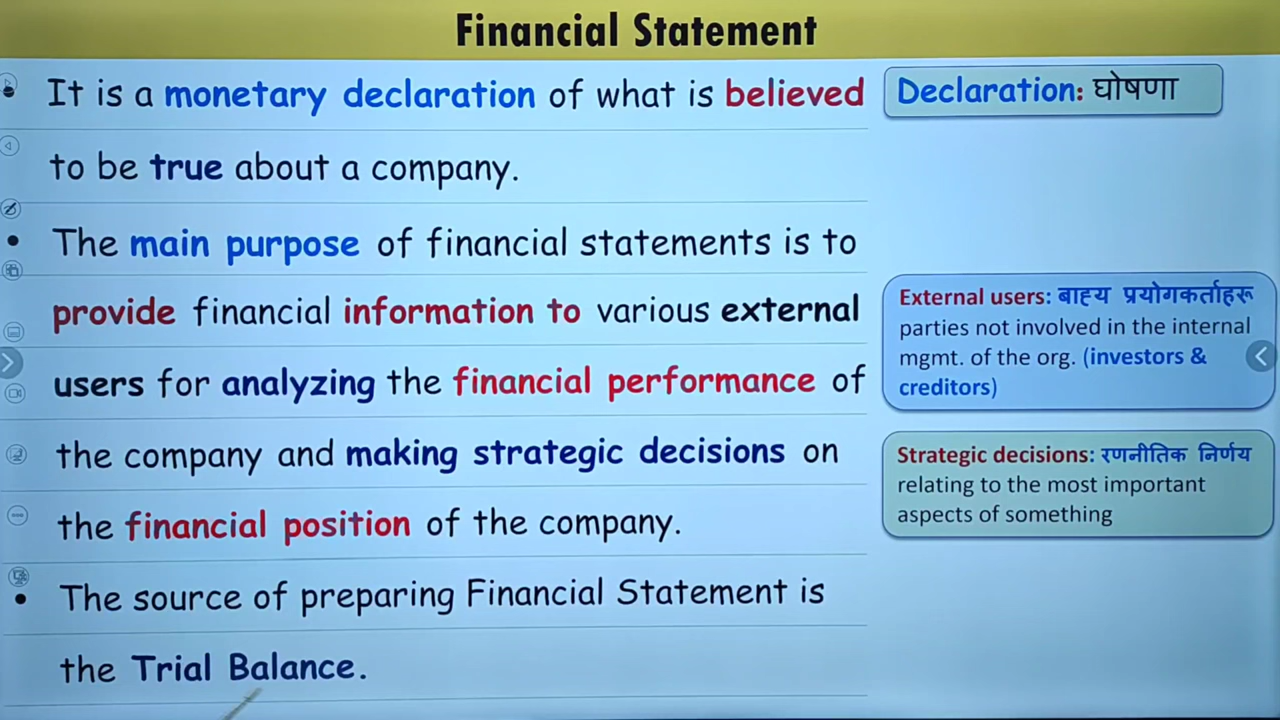 Financial Statement
• It is a monetary declaration of what is believed
to be true about a company.
• The main purpose of financial statements is to
provide financial information to various external
users for analyzing the financial performance of
the company and making strategic decisions on
the financial position of the company.
• The source of preparing Financial Statement is
the Trial Balance.
Declaration: घोषणा
External users: बाह्य प्रयोगकर्ताहरू
parties not involved in the internal
mgmt. of the org. (investors &
creditors)
Strategic decisions: रणनीतिक निर्णय
relating to the most important
aspects of something